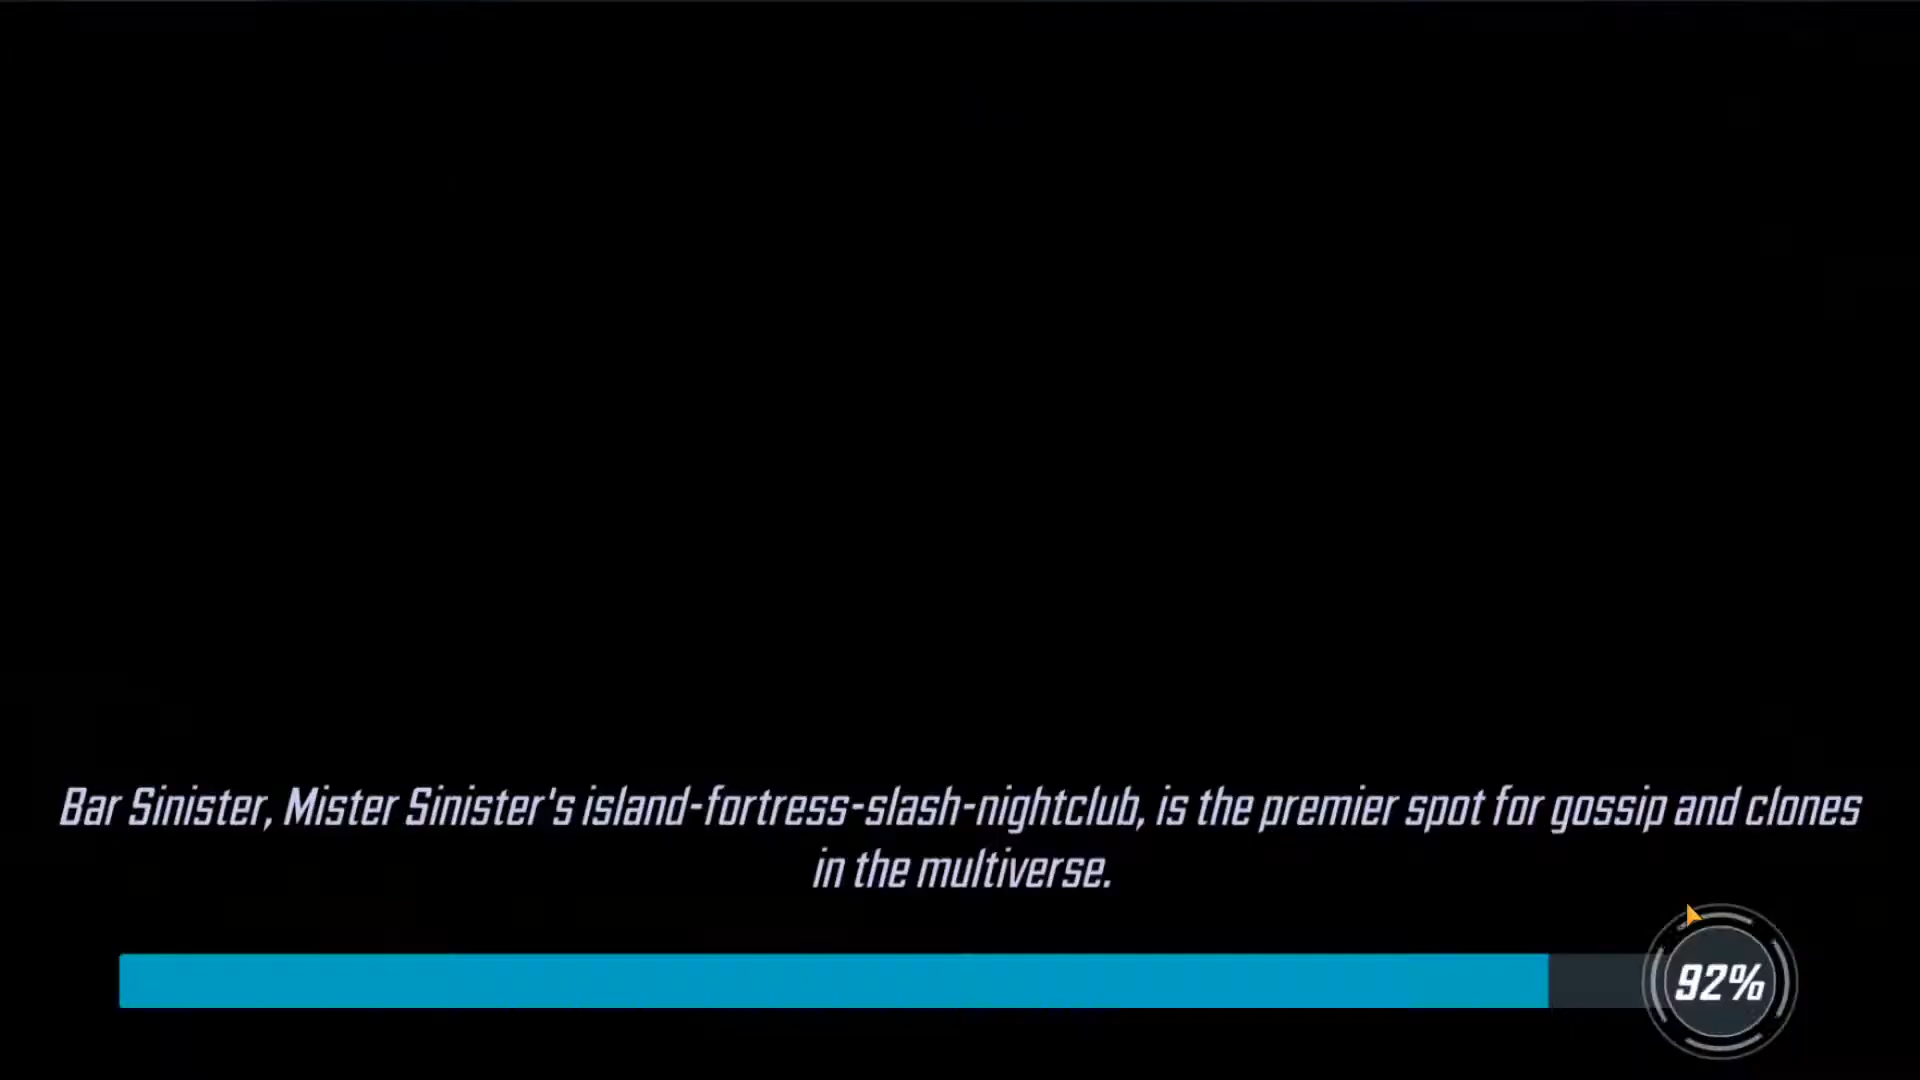 Bar Sinister, Mister Sinister's island-fortress-slash-nightclub, is the premier spot for gossip and clones
in the multiverse.
92%